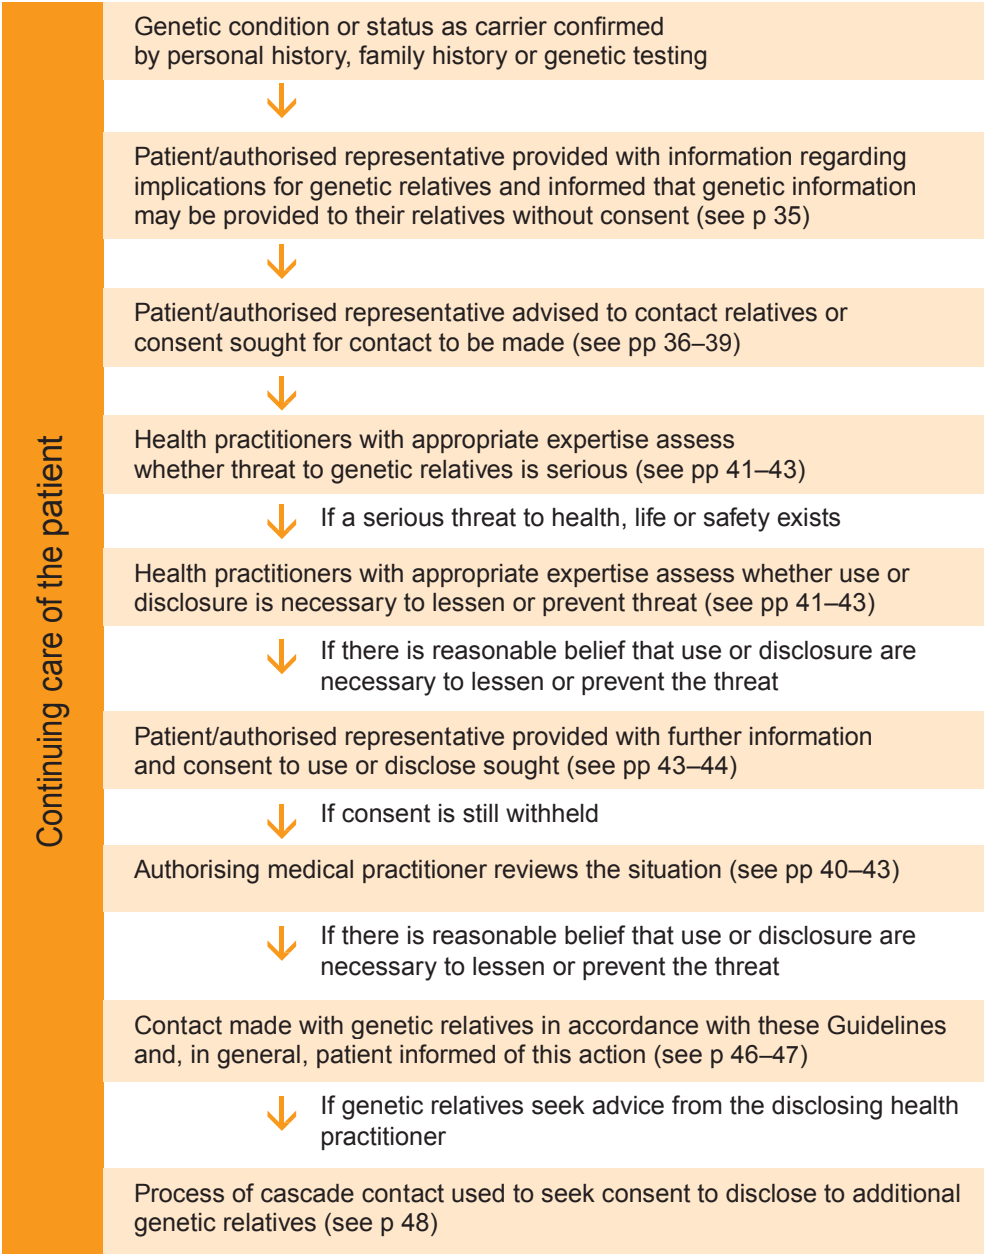 Continuing care of the patient
Genetic condition or status as carrier confirmed
by personal history, family history or genetic testing
Patient/authorised representative provided with information regarding
implications for genetic relatives and informed that genetic information
may be provided to their relatives without consent (see p 35)
Patient/authorised representative advised to contact relatives or
consent sought for contact to be made (see pp 36–39)
Health practitioners with appropriate expertise assess
whether threat to genetic relatives is serious (see pp 41–43)
If a serious threat to health, life or safety exists
Health practitioners with appropriate expertise assess whether use or
disclosure is necessary to lessen or prevent threat (see pp 41–43)
If there is reasonable belief that use or disclosure are
necessary to lessen or prevent the threat
Patient/authorised representative provided with further information
and consent to use or disclose sought (see pp 43–44)
If consent is still withheld
Authorising medical practitioner reviews the situation (see pp 40–43)
If there is reasonable belief that use or disclosure are
necessary to lessen or prevent the threat
Contact made with genetic relatives in accordance with these Guidelines
and, in general, patient informed of this action (see p 46–47)
If genetic relatives seek advice from the disclosing health
practitioner
Process of cascade contact used to seek consent to disclose to additional
genetic relatives (see p 48)